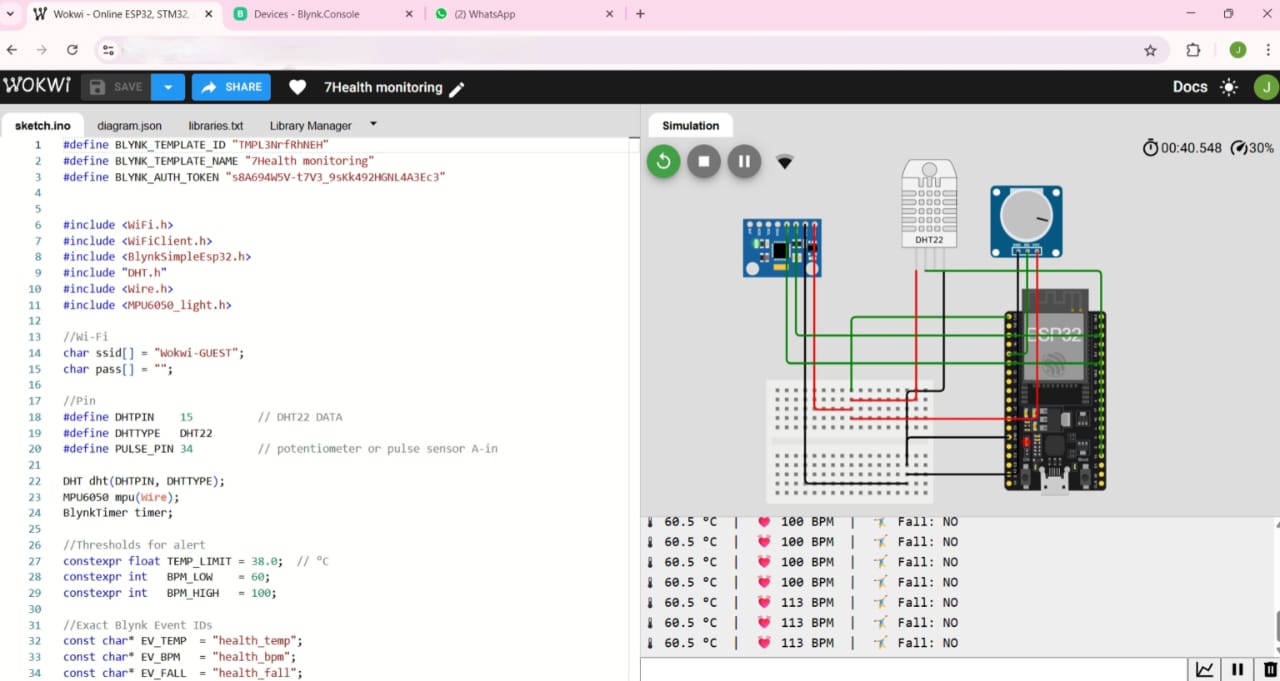 Wokwi - Online ESP32, STM32,
Devices - Blynk.Console
(2) WhatsApp
J
WOKWI
SAVE
SHARE
7Health monitoring
Docs
J
sketch.ino
diagram.json
libraries.txt
Library Manager
Simulation
00:40.548
30%
1 #define BLYNK_TEMPLATE_ID "TMPL3NrfRhNEH"
2 #define BLYNK_TEMPLATE_NAME "7Health monitoring"
3 #define BLYNK_AUTH_TOKEN "s8A694W5V-t7V3_9sKk492HGNL4A3Ec3"
4
5
6 #include <WiFi.h>
7 #include <WiFiClient.h>
8 #include <BlynkSimpleEsp32.h>
9 #include "DHT.h"
10 #include <Wire.h>
11 #include <MPU6050_light.h>
12
13 //Wi-Fi
14 char ssid[] = "Wokwi-GUEST";
15 char pass[] = "";
16
17 //Pin
18 #define DHTPIN 15 // DHT22 DATA
19 #define DHTTYPE DHT22
20 #define PULSE_PIN 34 // potentiometer or pulse sensor A-in
21
22 DHT dht(DHTPIN, DHTTYPE);
23 MPU6050 mpu(Wire);
24 BlynkTimer timer;
25
26 //Thresholds for alert
27 constexpr float TEMP_LIMIT = 38.0; // °C
28 constexpr int BPM_LOW = 60;
29 constexpr int BPM_HIGH = 100;
30
31 //Exact Blynk Event IDs
32 const char* EV_TEMP = "health_temp";
33 const char* EV_BPM = "health_bpm";
34 const char* EV_FALL = "health_fall";
DHT22
ESP32
60.5 °C | 100 BPM | Fall: NO
60.5 °C | 100 BPM | Fall: NO
60.5 °C | 100 BPM | Fall: NO
60.5 °C | 100 BPM | Fall: NO
60.5 °C | 113 BPM | Fall: NO
60.5 °C | 113 BPM | Fall: NO
60.5 °C | 113 BPM | Fall: NO